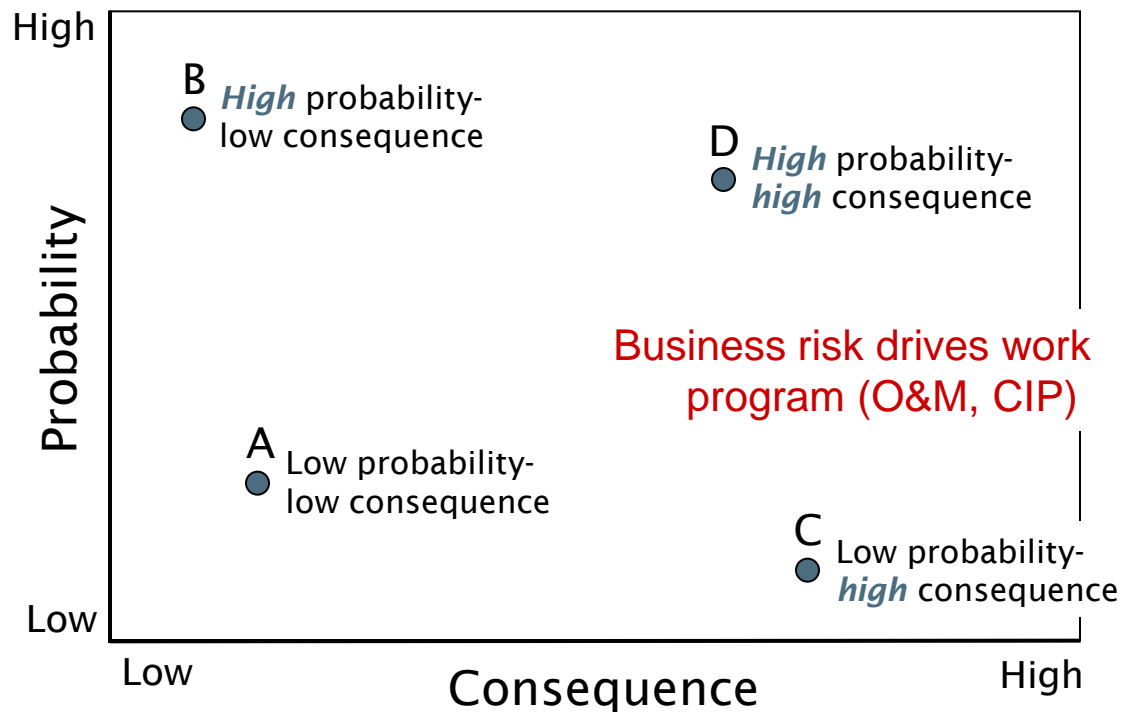 High
B
High probability-
low consequence
D
High probability-
high consequence
Probability
Business risk drives work
program (O&M, CIP)
A
Low probability-
low consequence
C
Low probability-
high consequence
Low
Low
Consequence
High